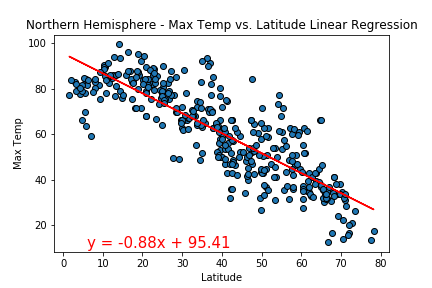 Northern Hemisphere - Max Temp vs. Latitude Linear Regression
100
80
60
40
20
Max Temp
y = -0.88x + 95.41
0 10 20 30 40 50 60 70 80
Latitude